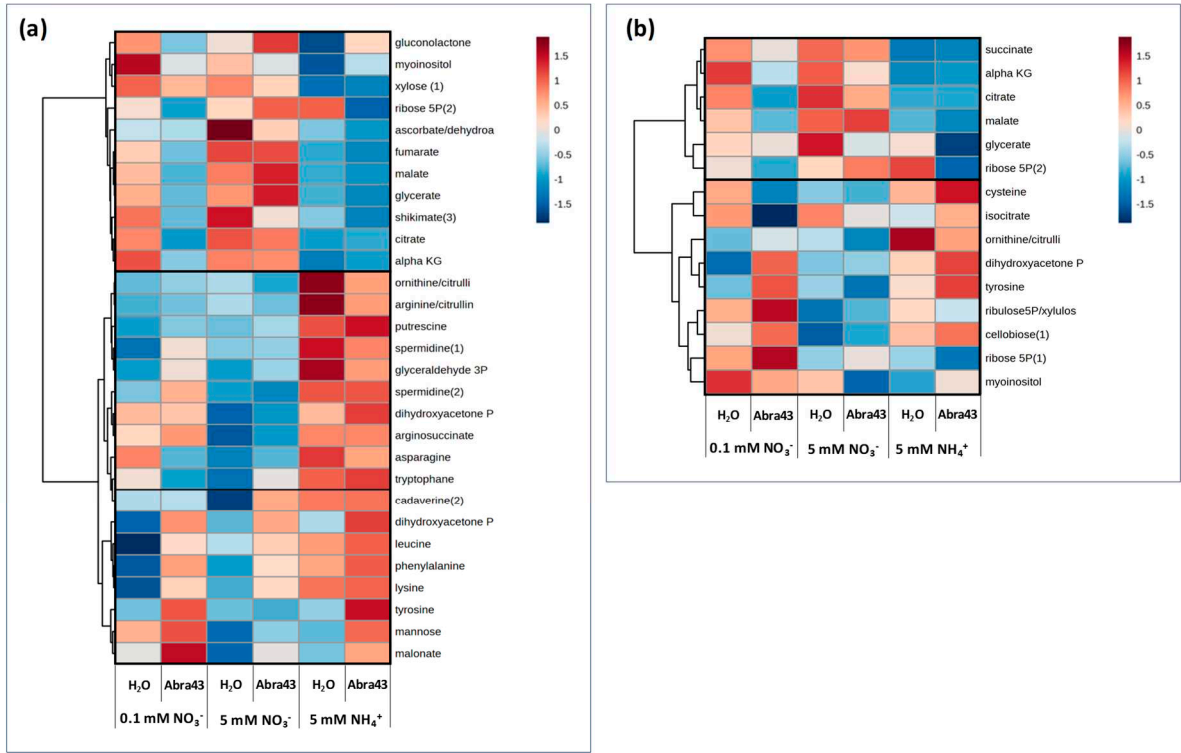 (a)
gluconolactone
myoinositol
xylose (1)
ribose 5P(2)
ascorbate/dehydroa
fumarate
malate
glycerate
shikimate(3)
citrate
alpha KG
ornithine/citrulli
arginine/citrullin
putrescine
spermidine(1)
glyceraldehyde 3P
spermidine(2)
dihydroxyacetone P
arginosuccinate
asparagine
tryptophane
cadaverine(2)
dihydroxyacetone P
leucine
phenylalanine
lysine
tyrosine
mannose
malonate
1.5
1
0.5
0
-0.5
-1
-1.5
H₂O Abra43 H₂O Abra43 H₂O Abra43
0.1 mM NO₃⁻ 5 mM NO₃⁻ 5 mM NH₄⁺
(b)
succinate
alpha KG
citrate
malate
glycerate
ribose 5P(2)
cysteine
isocitrate
ornithine/citrulli
dihydroxyacetone P
tyrosine
ribulose5P/xylulos
cellobiose(1)
ribose 5P(1)
myoinositol
1.5
1
0.5
0
-0.5
-1
-1.5
H₂O Abra43 H₂O Abra43 H₂O Abra43
0.1 mM NO₃⁻ 5 mM NO₃⁻ 5 mM NH₄⁺